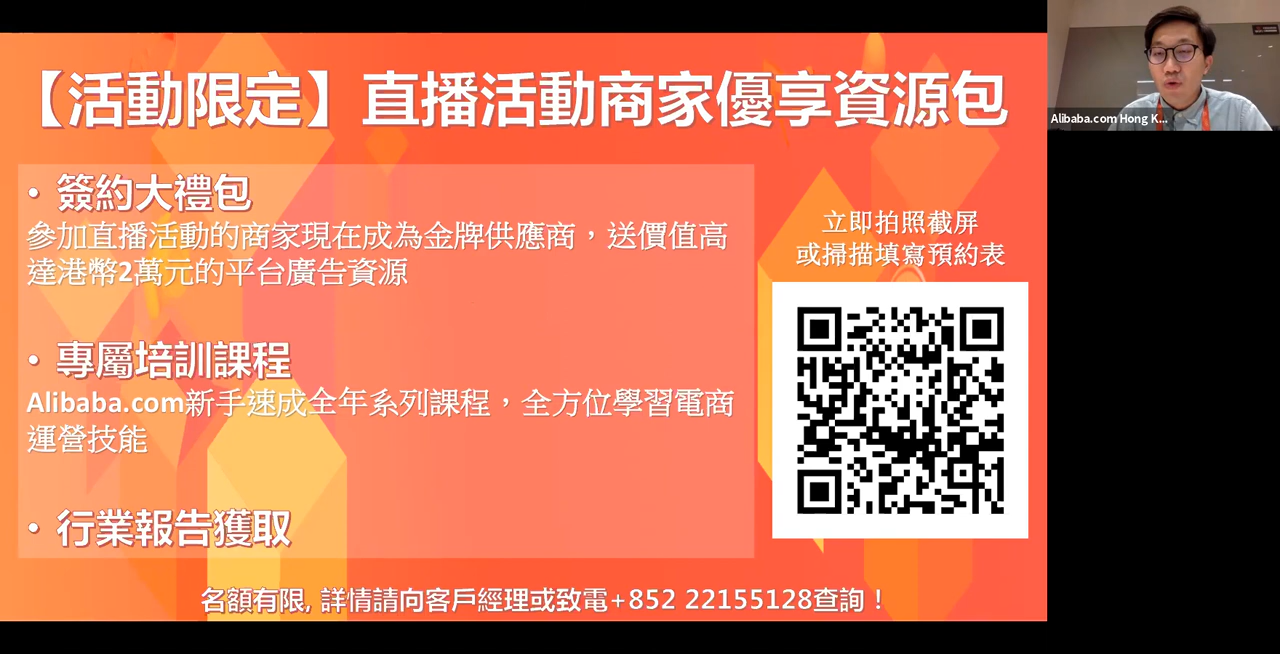 【活動限定】直播活動商家優享資源包
• 簽約大禮包
參加直播活動的商家現在成為金牌供應商，送價值高
達港幣2萬元的平台廣告資源
• 專屬培訓課程
Alibaba.com新手速成全年系列課程，全方位學習電商
運營技能
• 行業報告獲取
立即拍照截屏
或掃描填寫預約表
名額有限, 詳情請向客戶經理或致電+852 22155128查詢！
Alibaba.com Hong K...